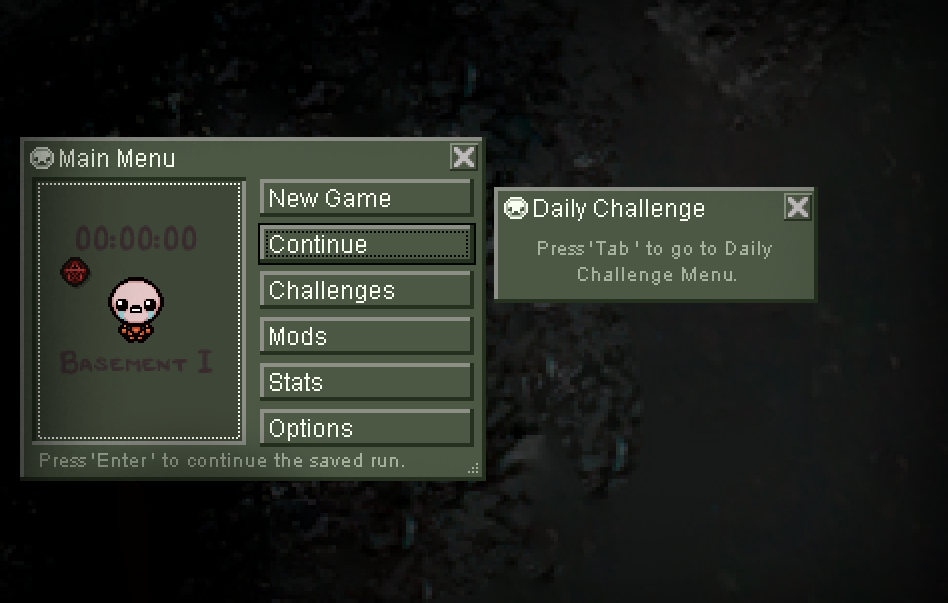 Main Menu
00:00:00
BASEMENT I
New Game
Continue
Challenges
Mods
Stats
Options
Press 'Enter' to continue the saved run.
Daily Challenge
Press 'Tab' to go to Daily
Challenge Menu.